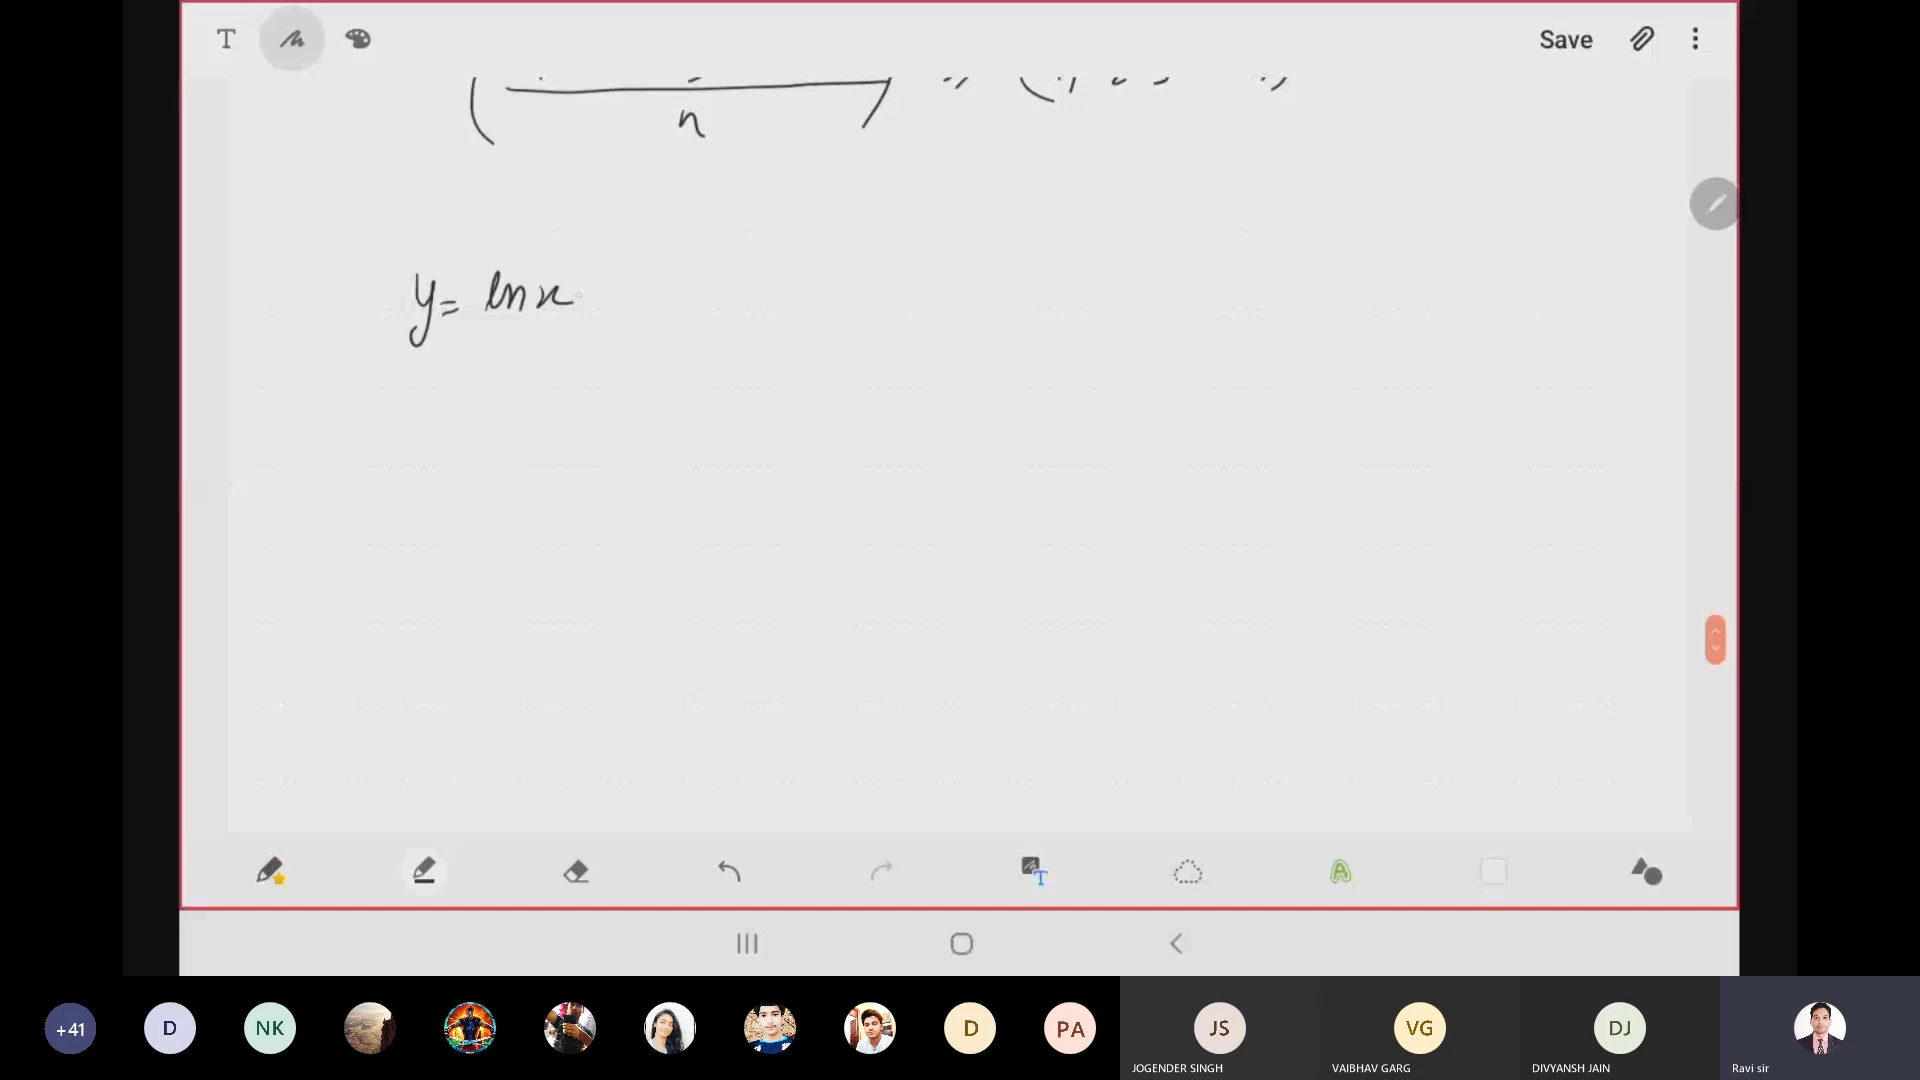 T Save
n
y = ln x
T A
+41 D NK D PA JS VG DJ
JOGENDER SINGH VAIBHAV GARG DIVYANSH JAIN Ravi sir